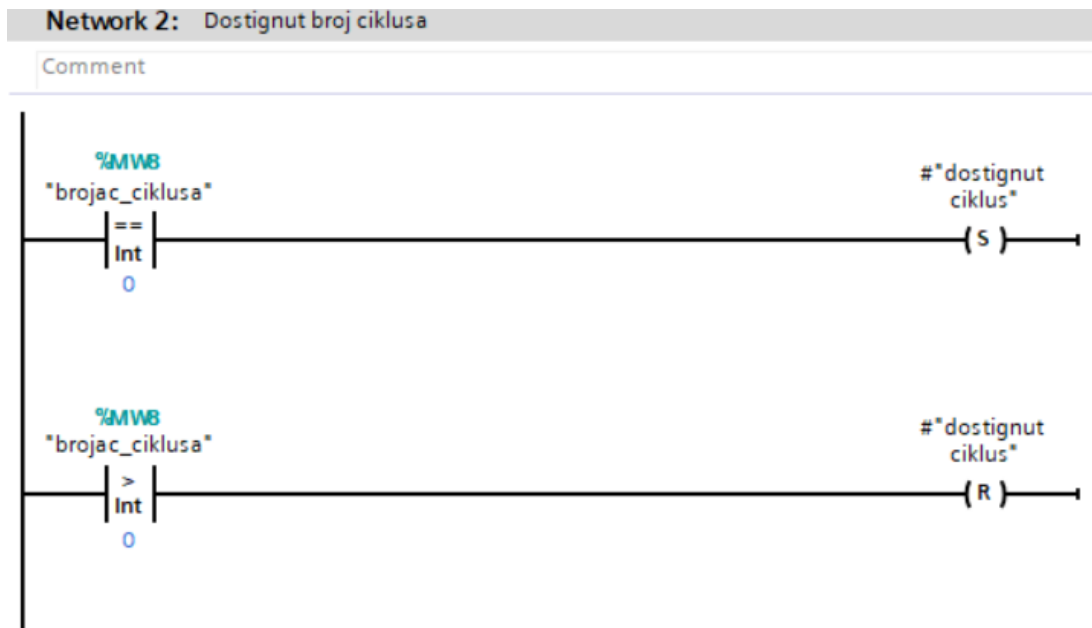 Network 2: Dostignut broj ciklusa
Comment
%MW8
"brojac_ciklusa"
==
Int
0
#"dostignut
ciklus"
S
%MW8
"brojac_ciklusa"
>
Int
0
#"dostignut
ciklus"
R